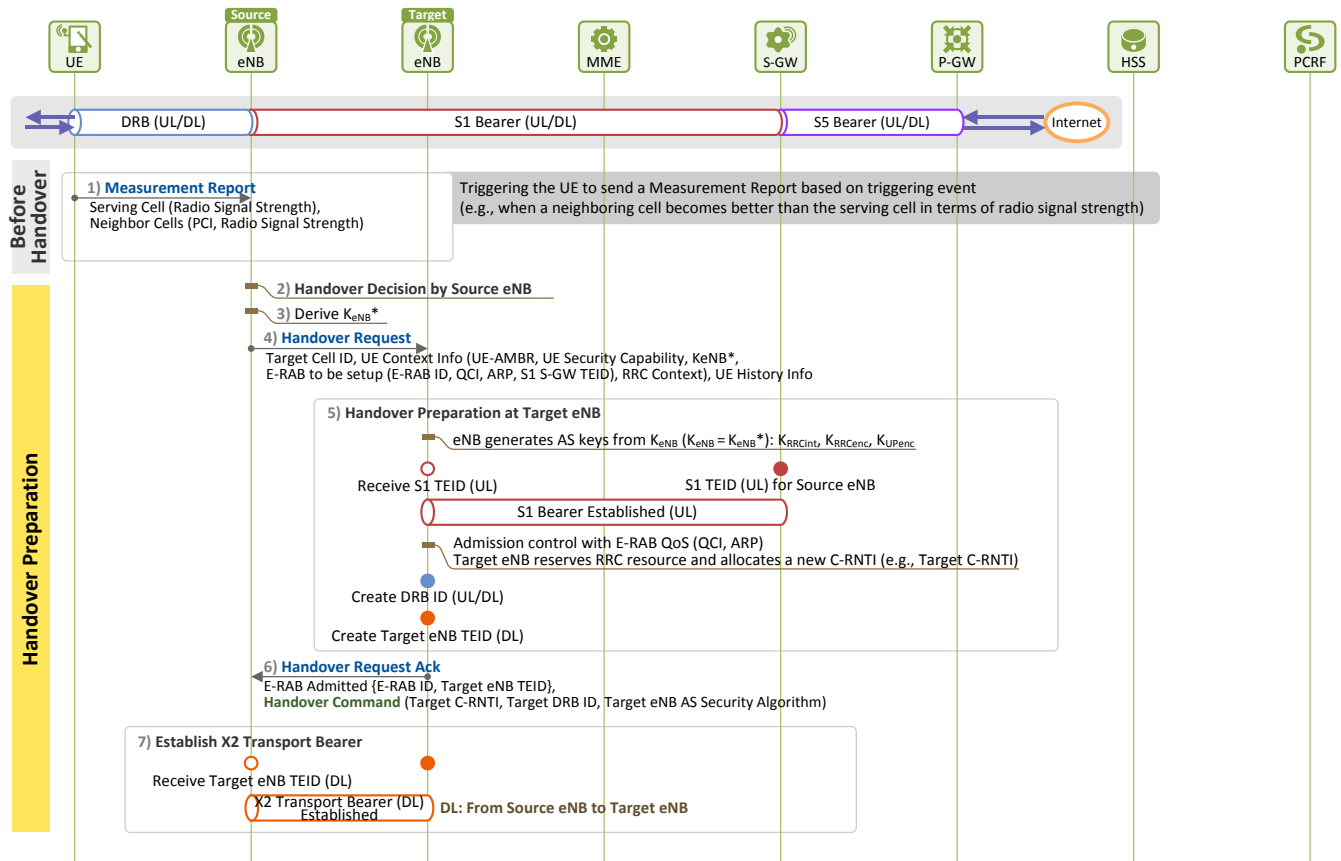 Source
Target
UE
eNB
eNB
MME
S-GW
P-GW
HSS
PCRF
DRB (UL/DL)
S1 Bearer (UL/DL)
S5 Bearer (UL/DL)
Internet
Before
Handover
1) Measurement Report
Serving Cell (Radio Signal Strength),
Neighbor Cells (PCI, Radio Signal Strength)
Triggering the UE to send a Measurement Report based on triggering event
(e.g., when a neighboring cell becomes better than the serving cell in terms of radio signal strength)
Handover Preparation
2) Handover Decision by Source eNB
3) Derive KeNB*
4) Handover Request
Target Cell ID, UE Context Info (UE-AMBR, UE Security Capability, KeNB*,
E-RAB to be setup (E-RAB ID, QCI, ARP, S1 S-GW TEID), RRC Context), UE History Info
5) Handover Preparation at Target eNB
eNB generates AS keys from KeNB (KeNB = KeNB*): KRRCint, KRRCenc, KUPenc
Receive S1 TEID (UL)
S1 TEID (UL) for Source eNB
S1 Bearer Established (UL)
Admission control with E-RAB QoS (QCI, ARP)
Target eNB reserves RRC resource and allocates a new C-RNTI (e.g., Target C-RNTI)
Create DRB ID (UL/DL)
Create Target eNB TEID (DL)
6) Handover Request Ack
E-RAB Admitted {E-RAB ID, Target eNB TEID},
Handover Command (Target C-RNTI, Target DRB ID, Target eNB AS Security Algorithm)
7) Establish X2 Transport Bearer
Receive Target eNB TEID (DL)
X2 Transport Bearer (DL)
Established
DL: From Source eNB to Target eNB